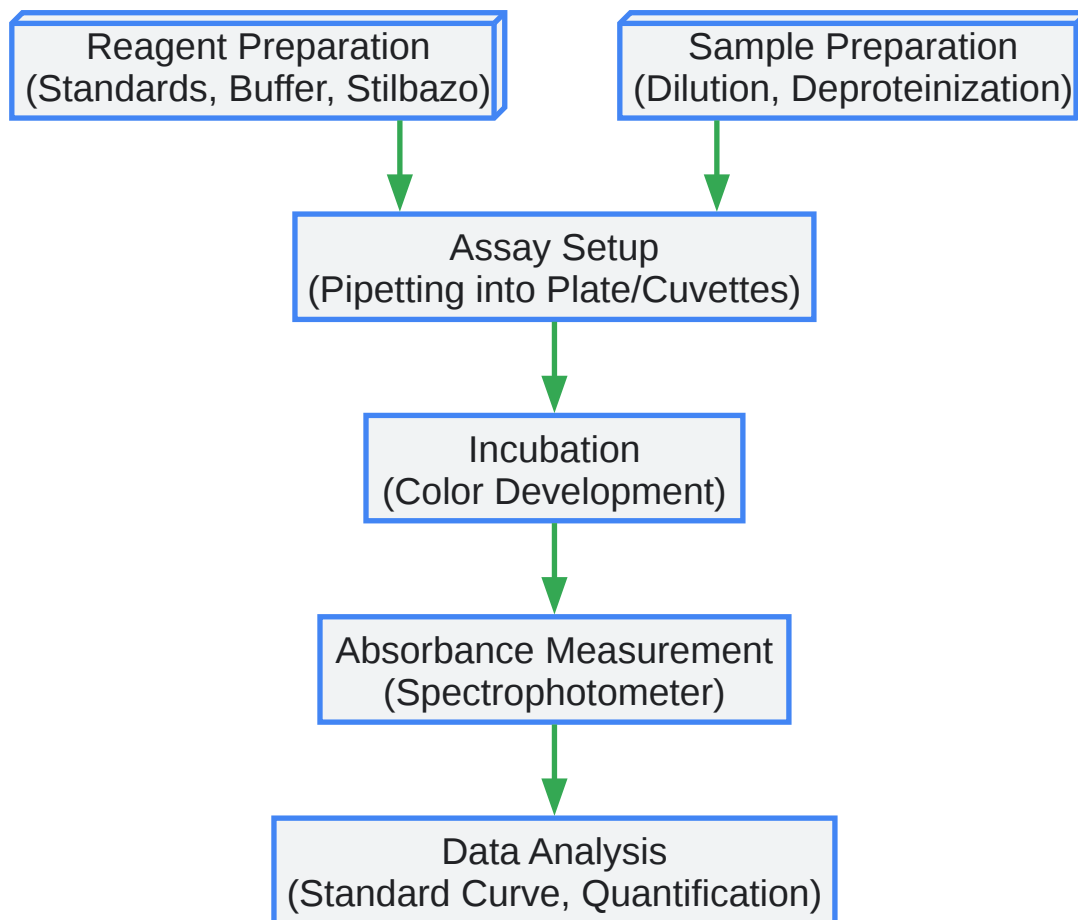 Reagent Preparation
(Standards, Buffer, Stilbazo)
Sample Preparation
(Dilution, Deproteinization)
Assay Setup
(Pipetting into Plate/Cuvettes)
Incubation
(Color Development)
Absorbance Measurement
(Spectrophotometer)
Data Analysis
(Standard Curve, Quantification)